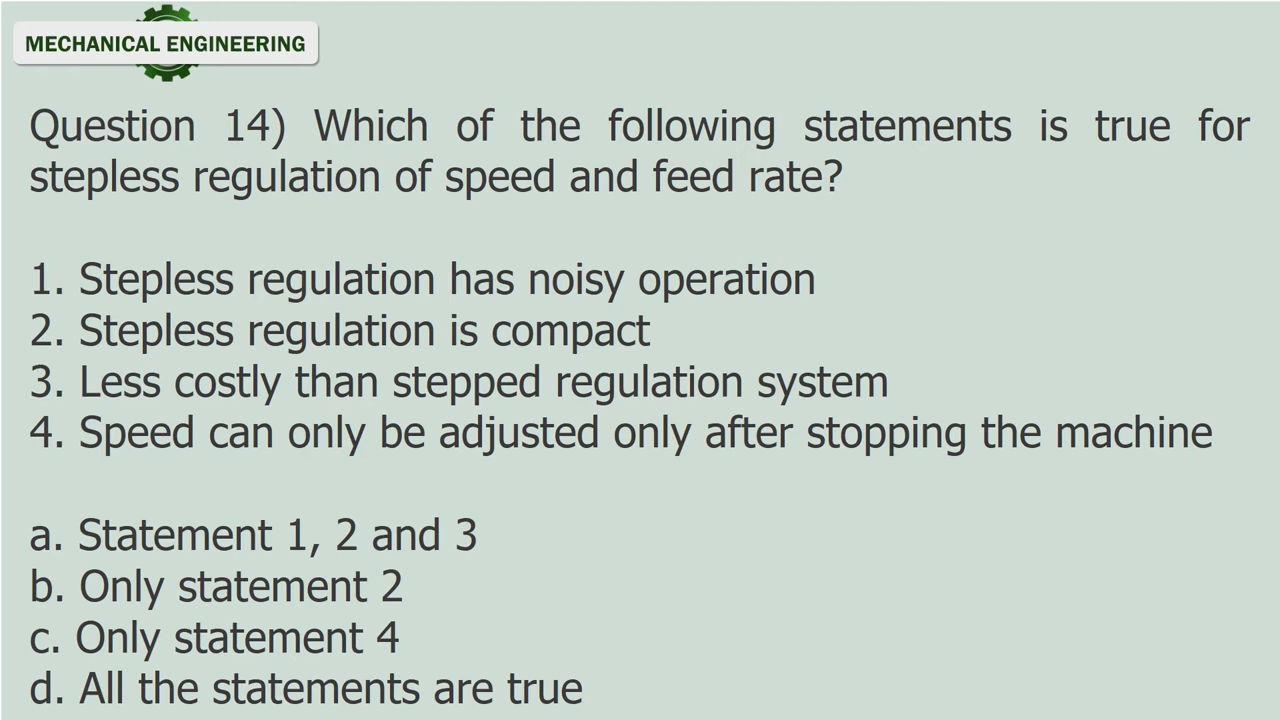 MECHANICAL ENGINEERING
Question 14) Which of the following statements is true for
stepless regulation of speed and feed rate?
1. Stepless regulation has noisy operation
2. Stepless regulation is compact
3. Less costly than stepped regulation system
4. Speed can only be adjusted only after stopping the machine
a. Statement 1, 2 and 3
b. Only statement 2
c. Only statement 4
d. All the statements are true